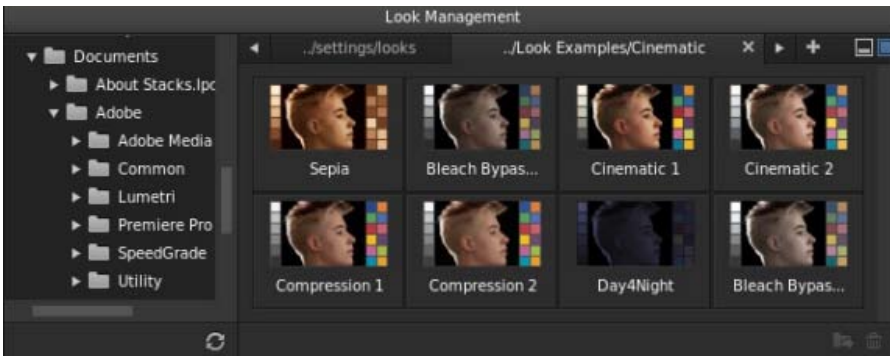 Look Management
Documents
About Stacks.lpc
Adobe
Adobe Media
Common
Lumetri
Premiere Pro
SpeedGrade
Utility
../settings/looks
../Look Examples/Cinematic
Sepia
Bleach Bypas...
Cinematic 1
Cinematic 2
Compression 1
Compression 2
Day4Night
Bleach Bypas...